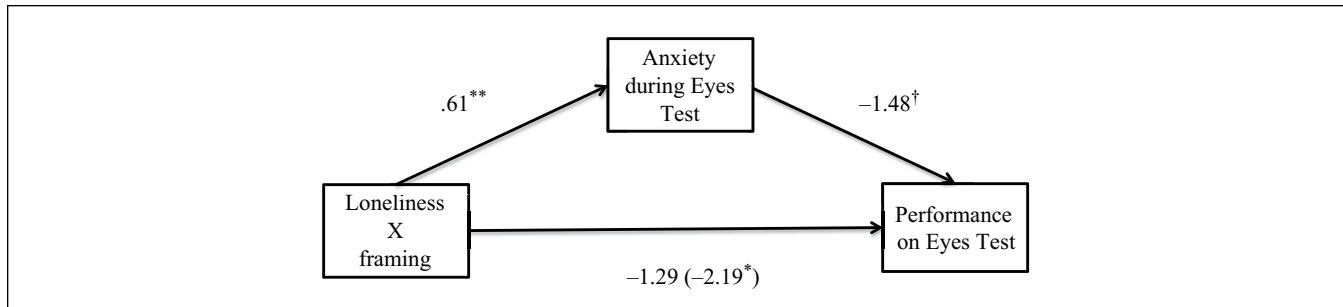 Anxiety
during Eyes
Test
.61**
–1.48†
Loneliness
X
framing
Performance
on Eyes Test
–1.29 (–2.19*)